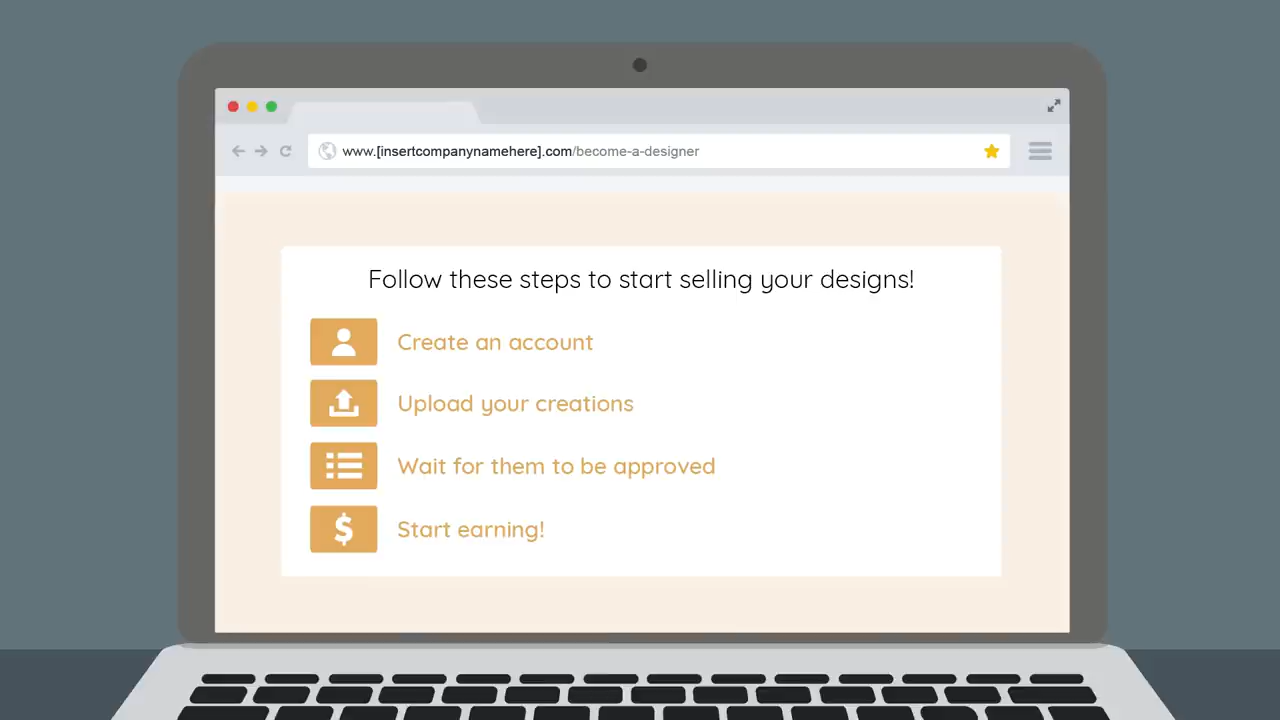 www.[insertcompanynamehere].com/become-a-designer
Follow these steps to start selling your designs!
Create an account
Upload your creations
Wait for them to be approved
$
Start earning!